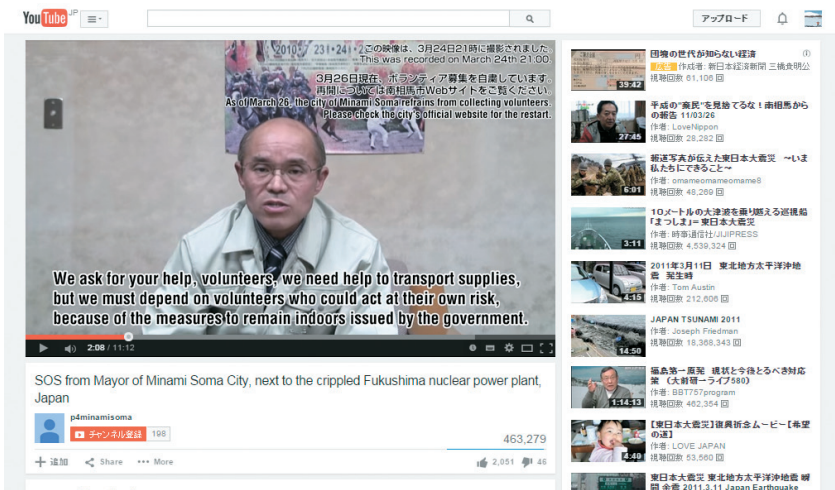 YouTube JP
アップロード
2010・7 231・241・2この映像は、3月24日21時に撮影されました。
This was recorded on March 24th 21:00.
3月26日現在、ボランティア募集を自粛しています。
再開については南相馬市Webサイトをご覧ください。
As of March 26, the city of Minami Soma refrains from collecting volunteers.
Please check the city's official website for the restart.
We ask for your help, volunteers, we need help to transport supplies,
but we must depend on volunteers who could act at their own risk,
because of the measures to remain indoors issued by the government.
2:08 / 11:12
SOS from Mayor of Minami Soma City, next to the crippled Fukushima nuclear power plant,
Japan
p4minamisoma
チャンネル登録 198
463,279
追加 Share More
2,051 46
団塊の世代が知らない経済
広告 作成者: 新日本経済新聞 三橋貴明公
視聴回数 61,106 回
39:42
平成の“棄民”を見捨てるな！南相馬から
の報告 11/03/26
作者: LoveNippon
視聴回数 28,282 回
27:45
報道写真が伝えた東日本大震災 ～いま
私たちにできること～
作者: omameomameomame8
視聴回数 48,269 回
6:01
10メートルの大津波を乗り越える巡視船
「まつしま」＝東日本大震災
作者: 時事通信社/JIJIPRESS
視聴回数 4,539,324 回
3:11
2011年3月11日 東北地方太平洋沖地
震 発生時
作者: Tom Austin
視聴回数 212,606 回
4:15
JAPAN TSUNAMI 2011
作者: Joseph Friedman
視聴回数 18,368,343 回
14:50
福島第一原発 現状と今後とるべき対応
策 （大前研一ライブ580）
作者: BBT757program
視聴回数 462,354 回
1:14:13
【東日本大震災】復興祈念ムービー【希望
の道】
作者: LOVE JAPAN
視聴回数 53,560 回
4:40
東日本大震災 東北地方太平洋沖地震 瞬
間 余震 2011.3.11 Japan Earthquake